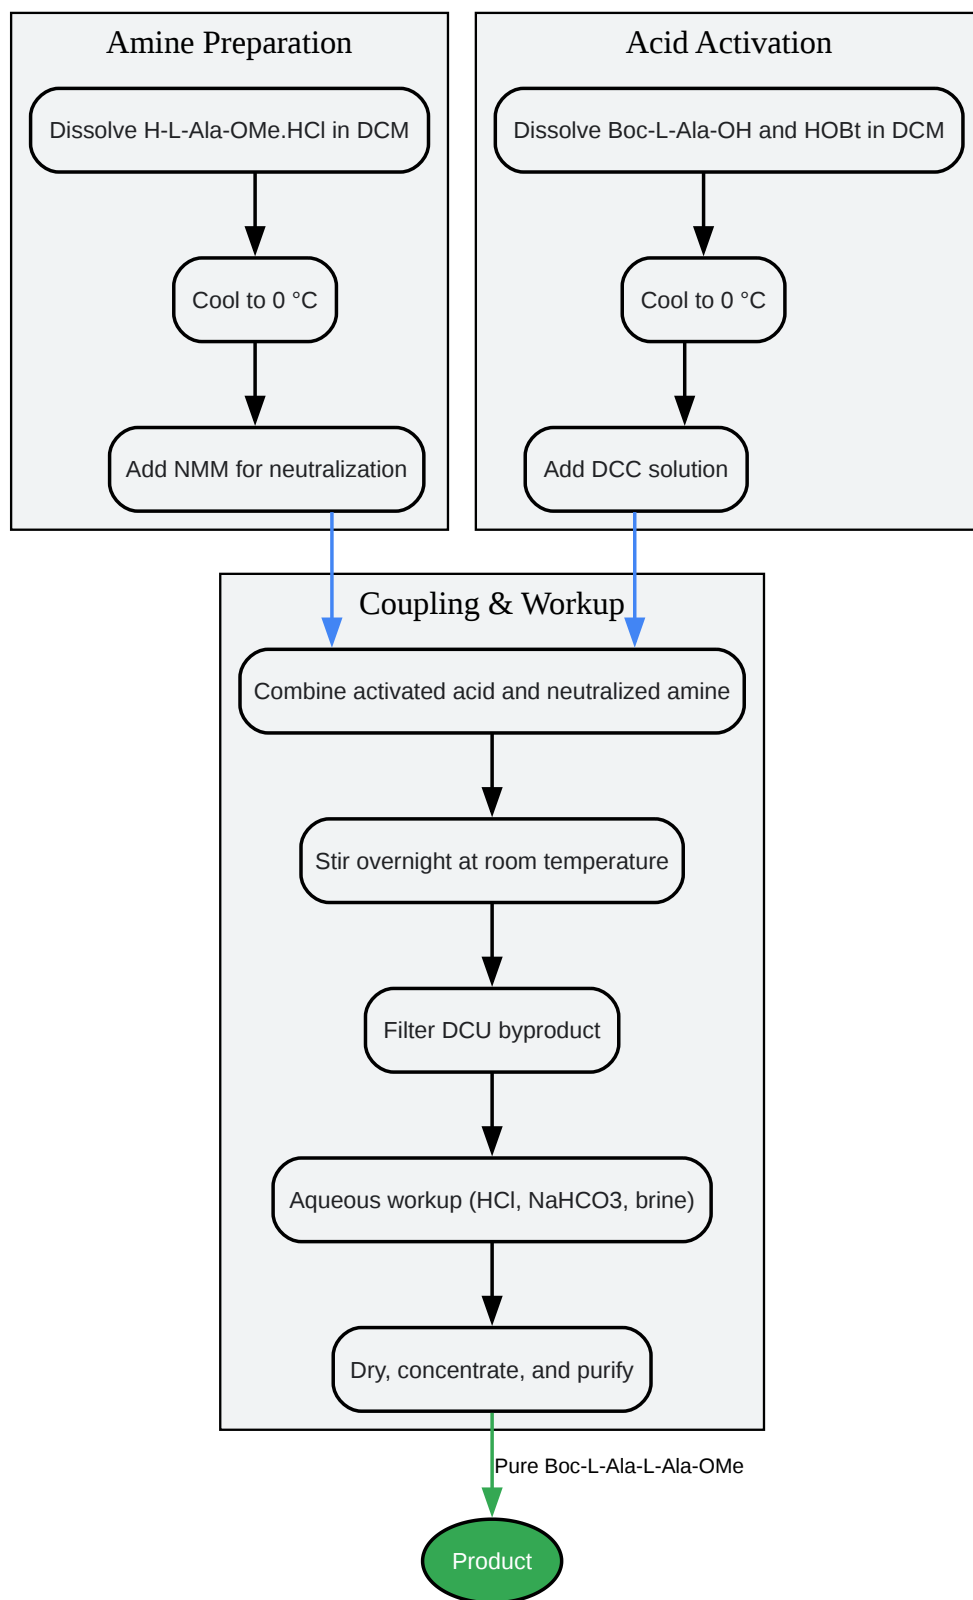 Amine Preparation
Dissolve H-L-Ala-OMe.HCl in DCM
Cool to 0 °C
Add NMM for neutralization
Acid Activation
Dissolve Boc-L-Ala-OH and HOBt in DCM
Cool to 0 °C
Add DCC solution
Coupling & Workup
Combine activated acid and neutralized amine
Stir overnight at room temperature
Filter DCU byproduct
Aqueous workup (HCl, NaHCO3, brine)
Dry, concentrate, and purify
Pure Boc-L-Ala-L-Ala-OMe
Product